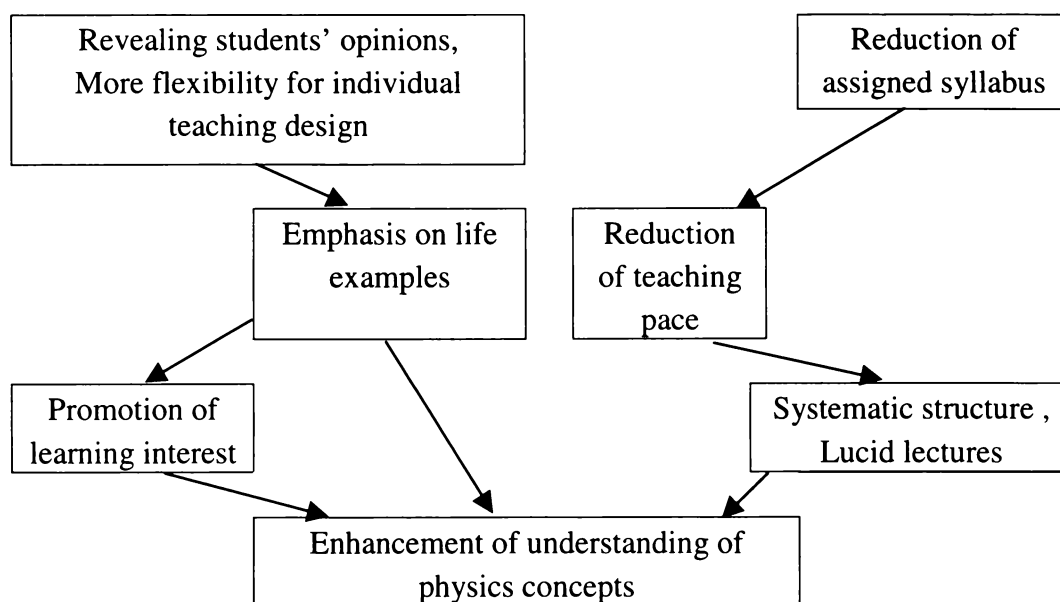 Revealing students’ opinions,
More flexibility for individual
teaching design
Reduction of
assigned syllabus
Emphasis on life
examples
Reduction
of teaching
pace
Promotion of
learning interest
Systematic structure ,
Lucid lectures
Enhancement of understanding of
physics concepts